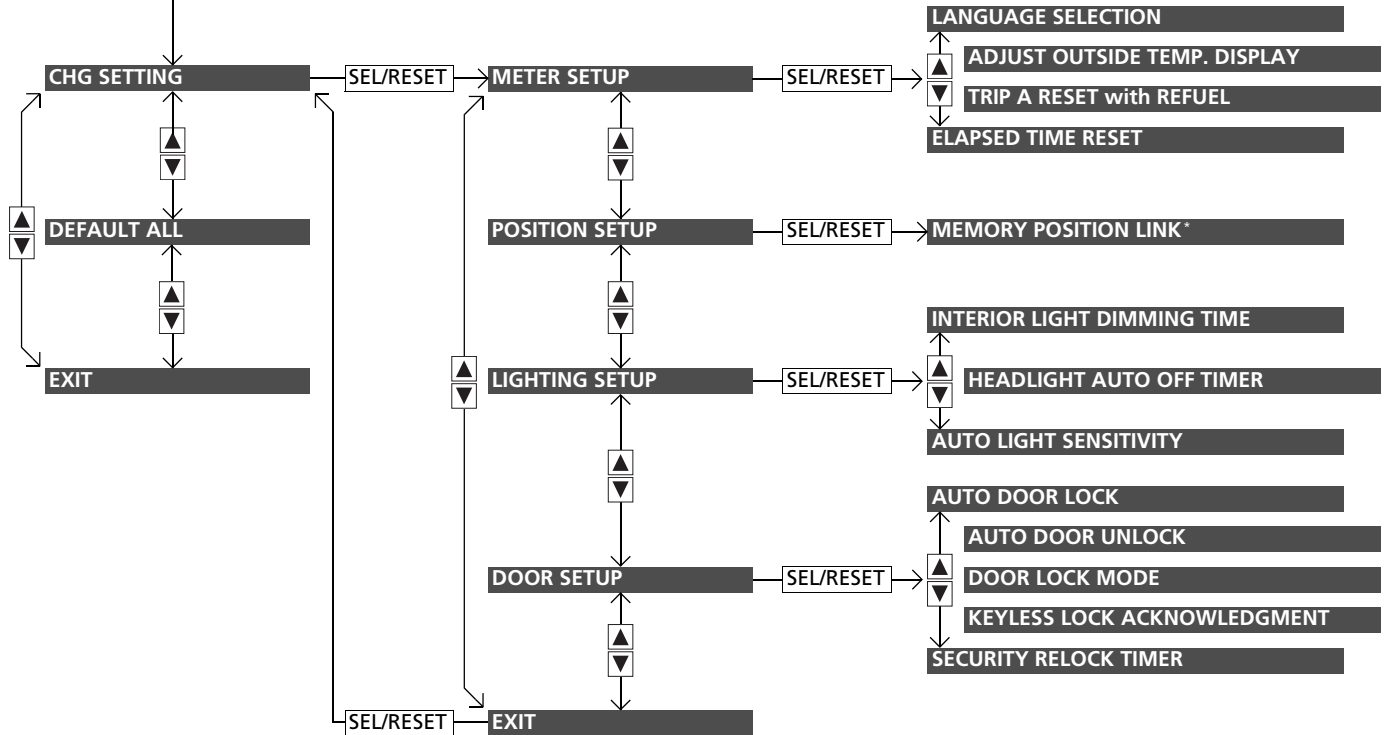 LANGUAGE SELECTION
ADJUST OUTSIDE TEMP. DISPLAY
CHG SETTING
SEL/RESET
METER SETUP
SEL/RESET
TRIP A RESET with REFUEL
ELAPSED TIME RESET
DEFAULT ALL
POSITION SETUP
SEL/RESET
MEMORY POSITION LINK*
INTERIOR LIGHT DIMMING TIME
EXIT
LIGHTING SETUP
SEL/RESET
HEADLIGHT AUTO OFF TIMER
AUTO LIGHT SENSITIVITY
AUTO DOOR LOCK
AUTO DOOR UNLOCK
DOOR SETUP
SEL/RESET
DOOR LOCK MODE
KEYLESS LOCK ACKNOWLEDGMENT
SECURITY RELOCK TIMER
SEL/RESET
EXIT